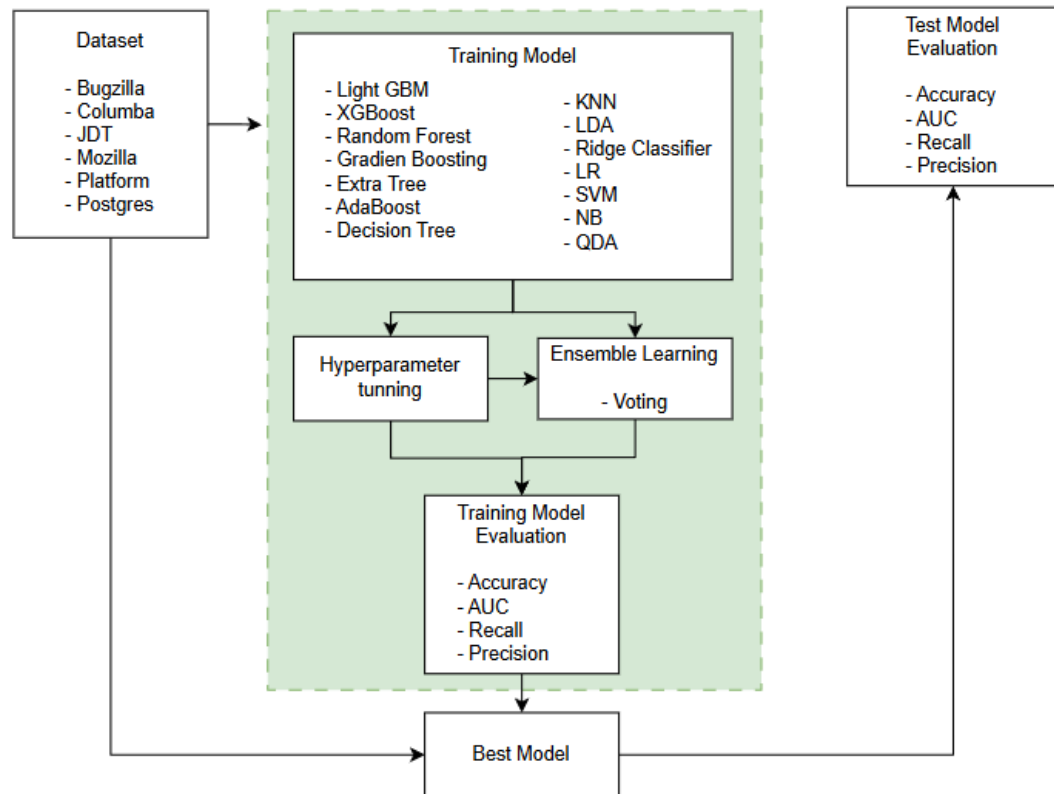 Dataset
- Bugzilla
- Columba
- JDT
- Mozilla
- Platform
- Postgres
Training Model
- Light GBM
- XGBoost
- Random Forest
- Gradien Boosting
- Extra Tree
- AdaBoost
- Decision Tree
- KNN
- LDA
- Ridge Classifier
- LR
- SVM
- NB
- QDA
Hyperparameter
tunning
Ensemble Learning
- Voting
Training Model
Evaluation
- Accuracy
- AUC
- Recall
- Precision
Best Model
Test Model
Evaluation
- Accuracy
- AUC
- Recall
- Precision